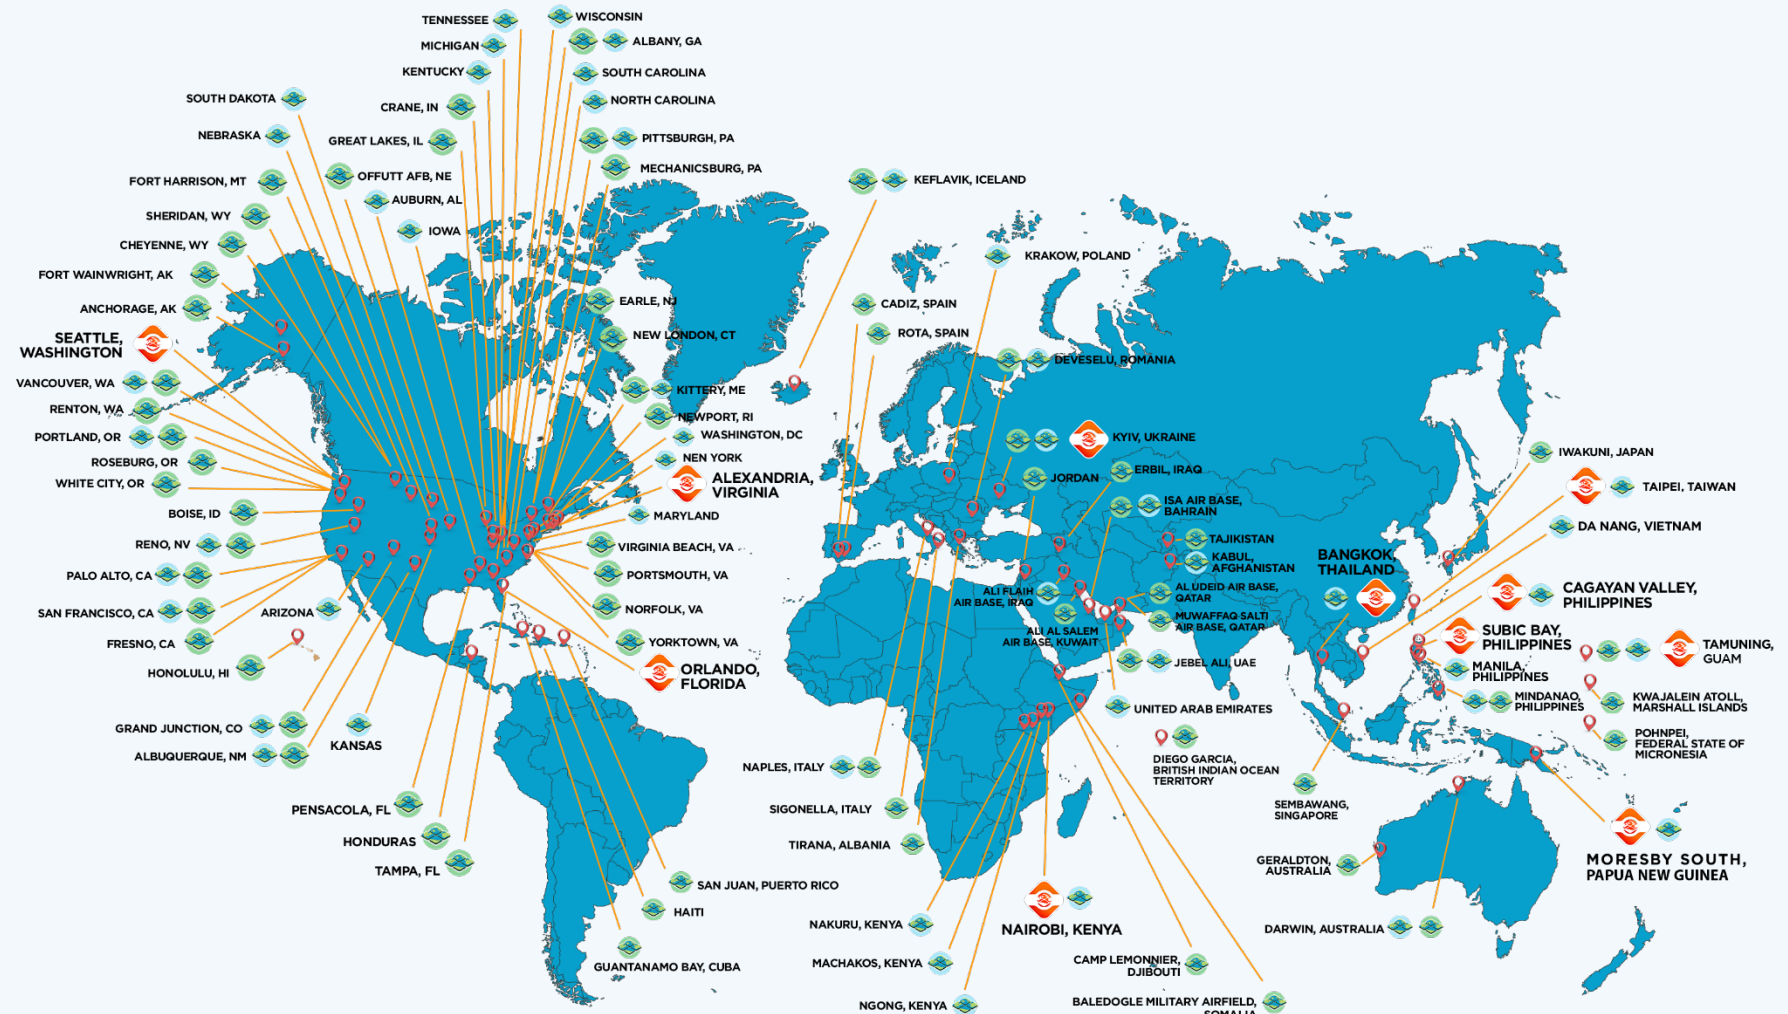 TENNESSEE
MICHIGAN
KENTUCKY
CRANE, IN
GREAT LAKES, IL
SOUTH DAKOTA
NEBRASKA
FORT HARRISON, MT
OFFUTT AFB, NE
AUBURN, AL
IOWA
SHERIDAN, WY
CHEYENNE, WY
FORT WAINWRIGHT, AK
ANCHORAGE, AK
SEATTLE,
WASHINGTON
VANCOUVER, WA
RENTON, WA
PORTLAND, OR
ROSEBURG, OR
WHITE CITY, OR
BOISE, ID
RENO, NV
PALO ALTO, CA
SAN FRANCISCO, CA
ARIZONA
FRESNO, CA
HONOLULU, HI
GRAND JUNCTION, CO
KANSAS
ALBUQUERQUE, NM
PENSACOLA, FL
HONDURAS
TAMPA, FL
WISCONSIN
ALBANY, GA
SOUTH CAROLINA
NORTH CAROLINA
PITTSBURGH, PA
MECHANICSBURG, PA
EARLE, NJ
NEW LONDON, CT
KITTERY, ME
NEWPORT, RI
WASHINGTON, DC
NEN YORK
ALEXANDRIA,
VIRGINIA
MARYLAND
VIRGINIA BEACH, VA
PORTSMOUTH, VA
NORFOLK, VA
YORKTOWN, VA
ORLANDO,
FLORIDA
SAN JUAN, PUERTO RICO
HAITI
GUANTANAMO BAY, CUBA
KEFLAVIK, ICELAND
KRAKOW, POLAND
CADIZ, SPAIN
ROTA, SPAIN
DEVESELU, ROMANIA
KYIV, UKRAINE
JORDAN
ERBIL, IRAQ
ISA AIR BASE,
BAHRAIN
TAJIKISTAN
KABUL,
AFGHANISTAN
ALI FLAIH
AIR BASE, IRAQ
AL UDEID AIR BASE,
QATAR
MUWAFFAQ SALTI
AIR BASE, QATAR
ALI AL SALEM
AIR BASE, KUWAIT
JEBEL ALI, UAE
UNITED ARAB EMIRATES
DIEGO GARCIA,
BRITISH INDIAN OCEAN
TERRITORY
NAPLES, ITALY
SIGONELLA, ITALY
TIRANA, ALBANIA
NAKURU, KENYA
MACHAKOS, KENYA
NGONG, KENYA
NAIROBI, KENYA
CAMP LEMONNIER,
DJIBOUTI
BALEDOGLE MILITARY AIRFIELD,
SOMALIA
IWAKUNI, JAPAN
TAIPEI, TAIWAN
DA NANG, VIETNAM
BANGKOK,
THAILAND
CAGAYAN VALLEY,
PHILIPPINES
SUBIC BAY,
PHILIPPINES
TAMUNING,
GUAM
MANILA,
PHILIPPINES
MINDANAO,
PHILIPPINES
KWAJALEIN ATOLL,
MARSHALL ISLANDS
POHNPEI,
FEDERAL STATE OF
MICRONESIA
SEMBAWANG,
SINGAPORE
MORESBY SOUTH,
PAPUA NEW GUINEA
GERALDTON,
AUSTRALIA
DARWIN, AUSTRALIA